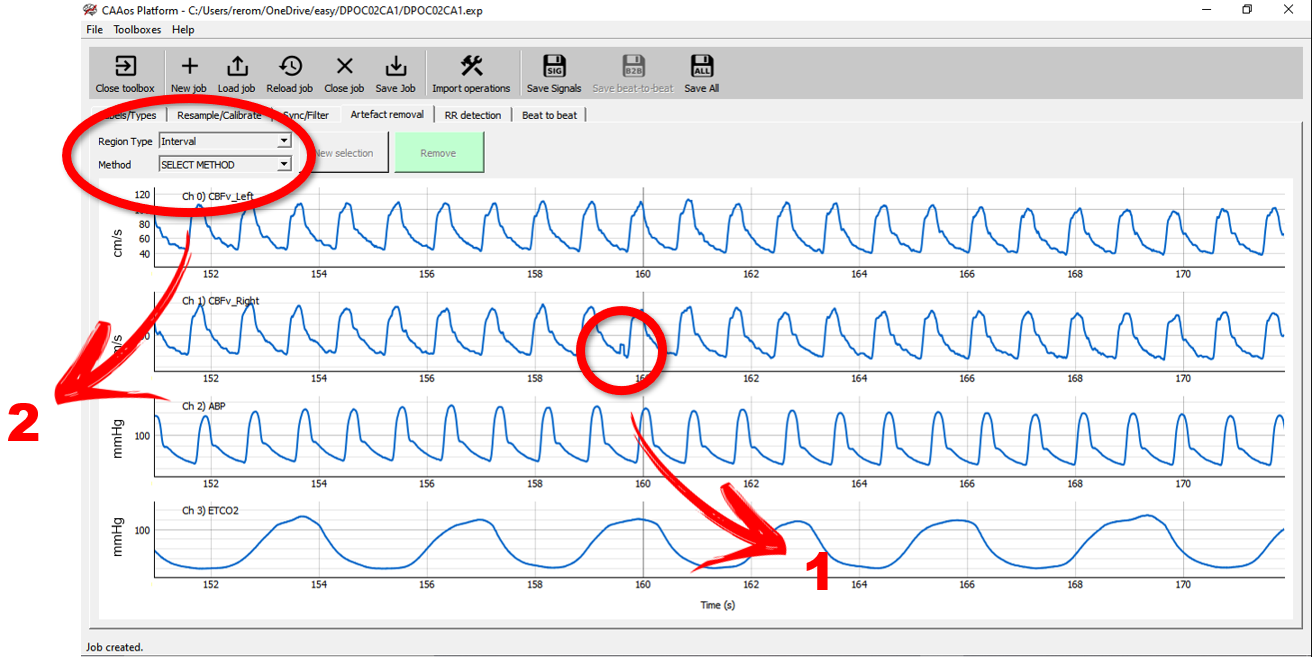 CAAos Platform - C:/Users/rerom/OneDrive/easy/DPOC02CA1/DPOC02CA1.exp
File Toolboxes Help
SIG B2B ALL
Close toolbox New job Load job Reload job Close job Save Job Import operations Save Signals Save beat-to-beat Save All
Resample/Calibrate Sync/Filter Artefact removal RR detection Beat to beat
Region Type Interval
Method SELECT METHOD
selection Remove
Ch 0) CBFv_Left
120
80
60
40
cm/s
152 154 156 158 160 162 164 166 168 170
Ch 1) CBFv_Right
152 154 156 158 162 164 166 168 170
2
Ch 2) ABP
mmHg
100
152 154 156 158 160 162 164 166 168 170
Ch 3) ETCO2
mmHg
100
1
152 154 156 158 160 162 164 166 168 170
Time (s)
Job created.